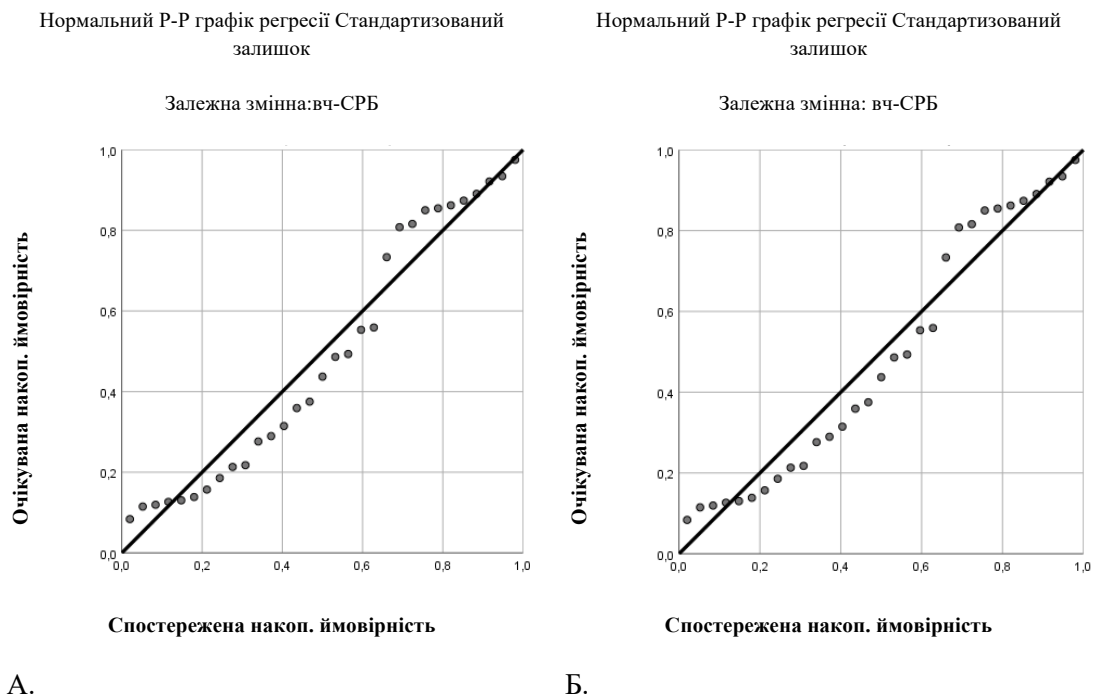 Нормальний Р-Р графік регресії Стандартизований
залишок
Залежна змінна:вч-СРБ
1,0
0,8
0,6
0,4
0,2
0,0
0,0 0,2 0,4 0,6 0,8 1,0
Очікувана накоп. ймовірність
Спостережена накоп. ймовірність
А.
Нормальний Р-Р графік регресії Стандартизований
залишок
Залежна змінна: вч-СРБ
1,0
0,8
0,6
0,4
0,2
0,0
0,0 0,2 0,4 0,6 0,8 1,0
Очікувана накоп. ймовірність
Спостережена накоп. ймовірність
Б.